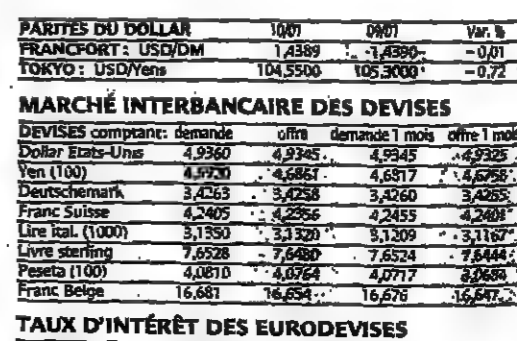 PARITÉS DU DOLLAR 10/01 09/01 Var. %
FRANCFORT : USD/DM 1,4389 1,4390 – 0,01
TOKYO : USD/Yens 104,5500 105,3000 – 0,72
MARCHÉ INTERBANCAIRE DES DEVISES
DEVISES comptant: demande offre demande 1 mois offre 1 mois
Dollar Etats-Unis 4,9360 4,9345 4,9345 4,9325
Yen (100) 4,6861 4,6917 4,6758
Deutschemark 3,4263 3,4258 3,4260 3,4255
Franc Suisse 4,2405 4,2356 4,2455 4,2401
Lire ital. (1000) 3,1350 3,1320 3,1209 3,1167
Livre sterling 7,6528 7,6480 7,6524 7,6444
Peseta (100) 4,0810 4,0764 4,0717 4,0684
Franc Belge 16,681 16,654 16,676 16,647
TAUX D'INTÉRÊT DES EURODEVISES